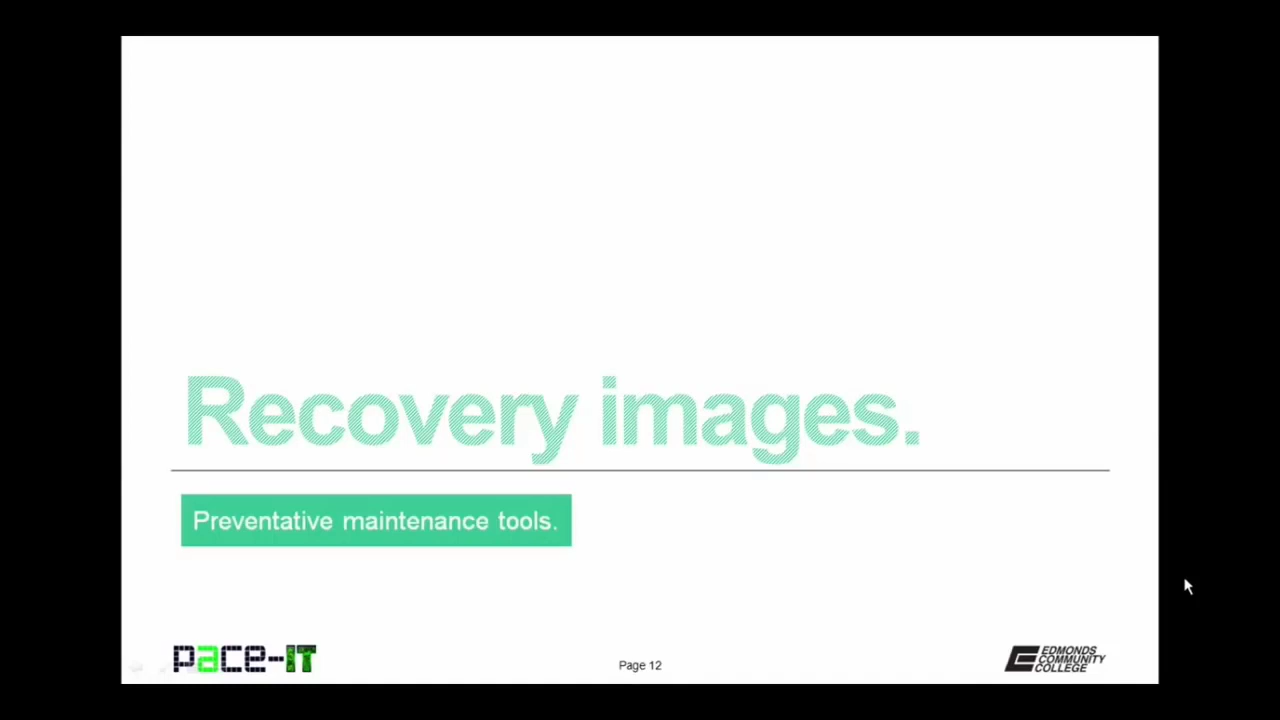 Recovery images.
Preventative maintenance tools.
pace-IT
Page 12
EDMONDS
COMMUNITY
COLLEGE